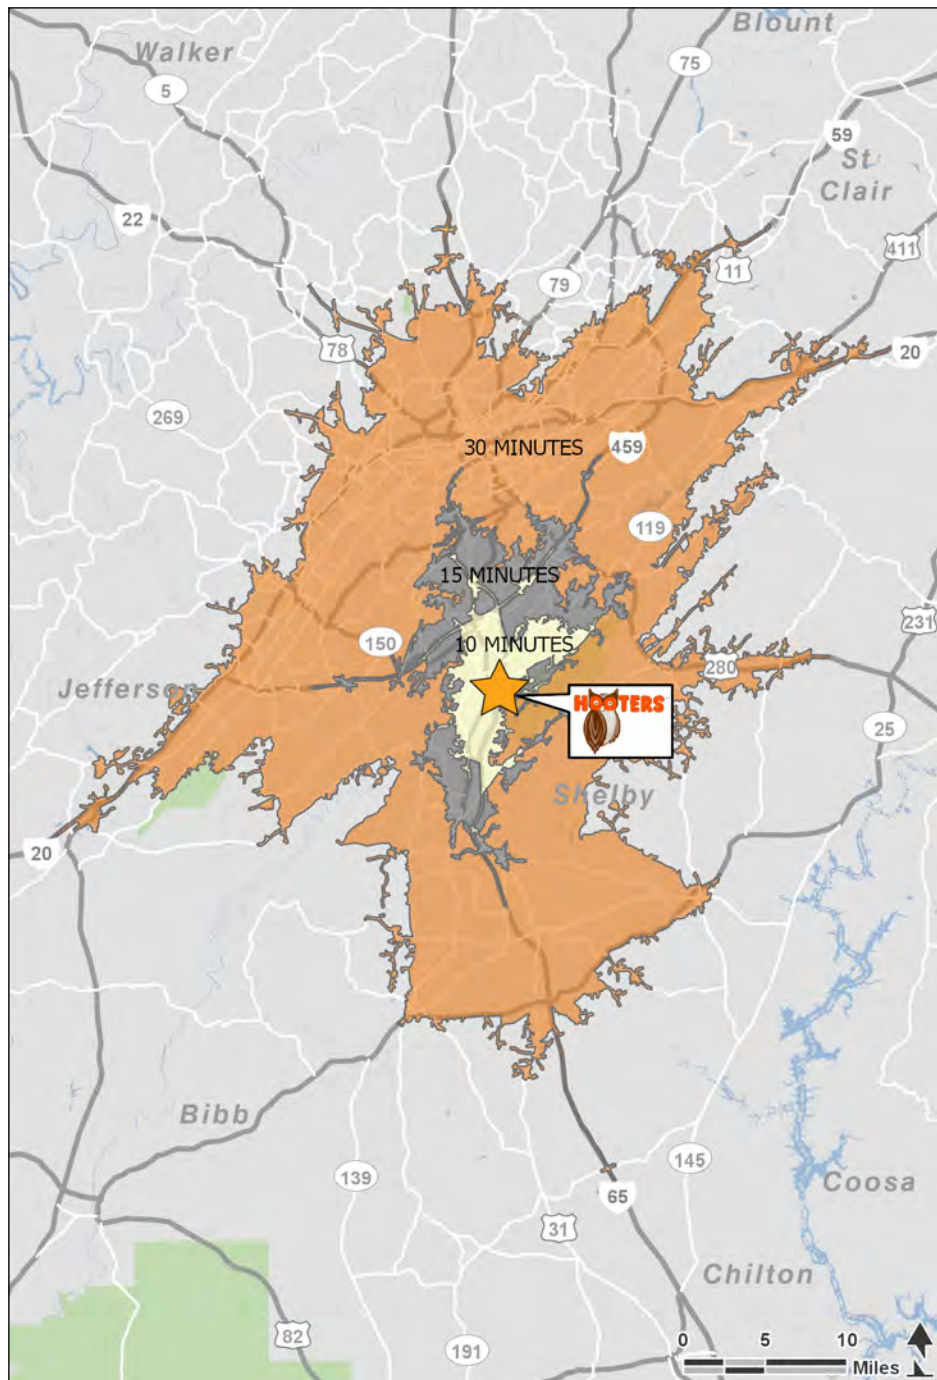 Blount
Walker
75
5
59
St
Clair
22
411
11
79
78
20
269
30 MINUTES
459
119
15 MINUTES
231
150
10 MINUTES
280
Jefferson
HOOTERS
25
Shelby
20
Bibb
145
139
Coosa
65
31
Chilton
82
191
0 5 10
Miles